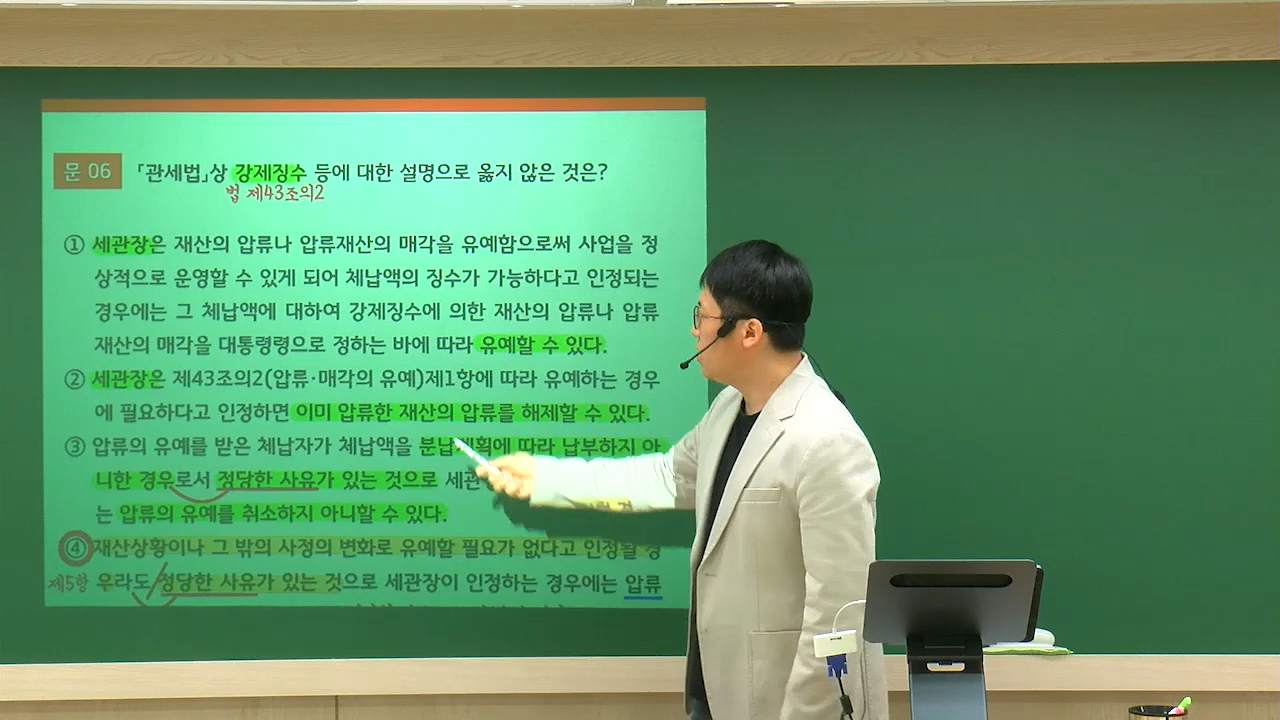 문 06 「관세법」상 강제징수 등에 대한 설명으로 옳지 않은 것은?
법 제43조의2
① 세관장은 재산의 압류나 압류재산의 매각을 유예함으로써 사업을 정
상적으로 운영할 수 있게 되어 체납액의 징수가 가능하다고 인정되는
경우에는 그 체납액에 대하여 강제징수에 의한 재산의 압류나 압류
재산의 매각을 대통령령으로 정하는 바에 따라 유예할 수 있다.
② 세관장은 제43조의2(압류·매각의 유예)제1항에 따라 유예하는 경우
에 필요하다고 인정하면 이미 압류한 재산의 압류를 해제할 수 있다.
③ 압류의 유예를 받은 체납자가 체납액을 분납계획에 따라 납부하지 아
니한 경우로서 정당한 사유가 있는 것으로 세관
는 압류의 유예를 취소하지 아니할 수 있다.
④ 재산상황이나 그 밖의 사정의 변화로 유예할 필요가 없다고 인정될 경
제5항 우라도 정당한 사유가 있는 것으로 세관장이 인정하는 경우에는 압류